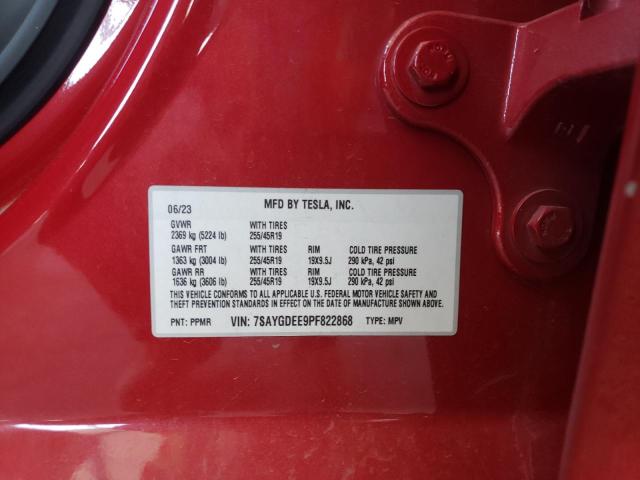 06/23 MFD BY TESLA, INC.
GVWR WITH TIRES
2369 kg (5224 lb) 255/45R19
GAWR FRT WITH TIRES RIM COLD TIRE PRESSURE
1363 kg (3004 lb) 255/45R19 19X9.5J 290 kPa, 42 psi
GAWR RR WITH TIRES RIM COLD TIRE PRESSURE
1636 kg (3606 lb) 255/45R19 19X9.5J 290 kPa, 42 psi
THIS VEHICLE CONFORMS TO ALL APPLICABLE U.S. FEDERAL MOTOR VEHICLE SAFETY AND
THEFT PREVENTION STANDARDS IN EFFECT ON THE DATE OF MANUFACTURE SHOWN ABOVE.
PNT: PPMR VIN: 7SAYGDEE9PF822868 TYPE: MPV